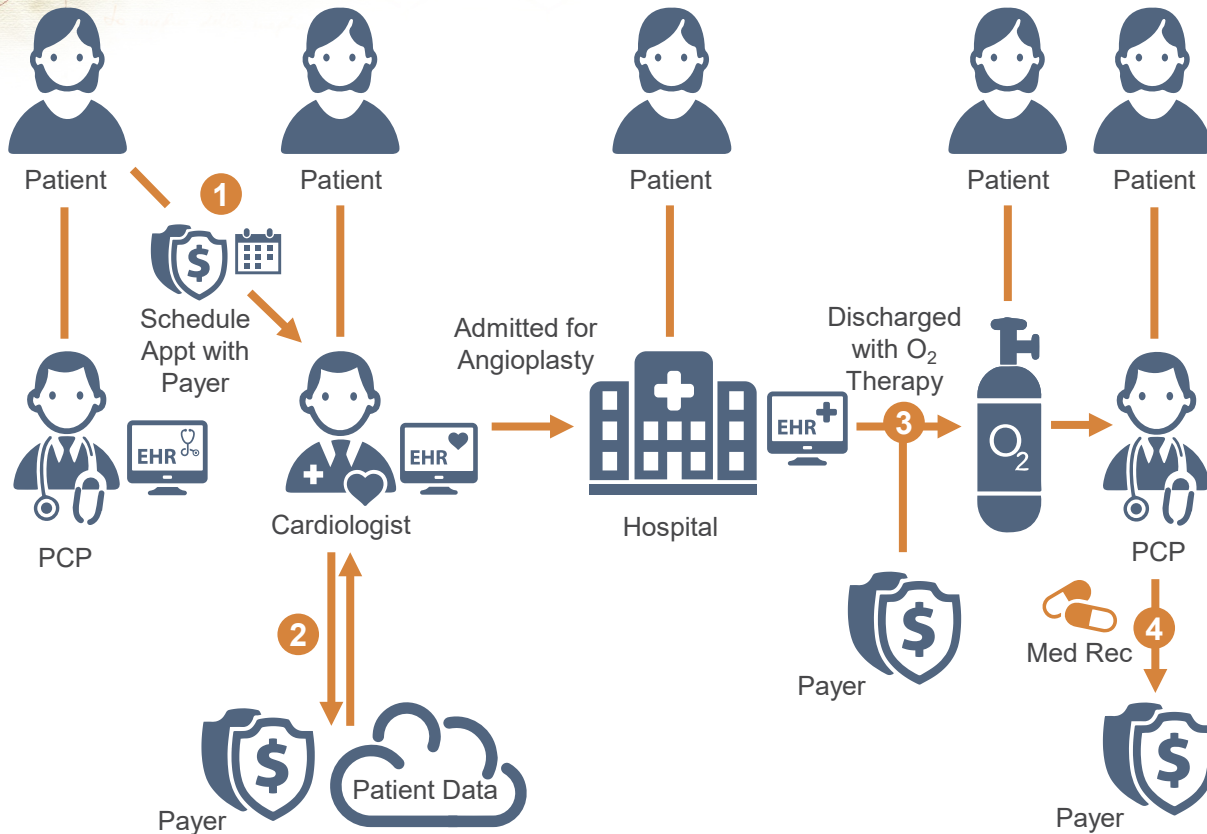 Patient
Patient
Patient
Patient
Patient
1
$
Schedule
Appt with
Payer
Admitted for
Angioplasty
Discharged
with O₂
Therapy
EHR
EHR
EHR
3
O₂
PCP
Cardiologist
Hospital
PCP
2
$
Payer
Patient Data
$
Payer
Med Rec
4
$
Payer